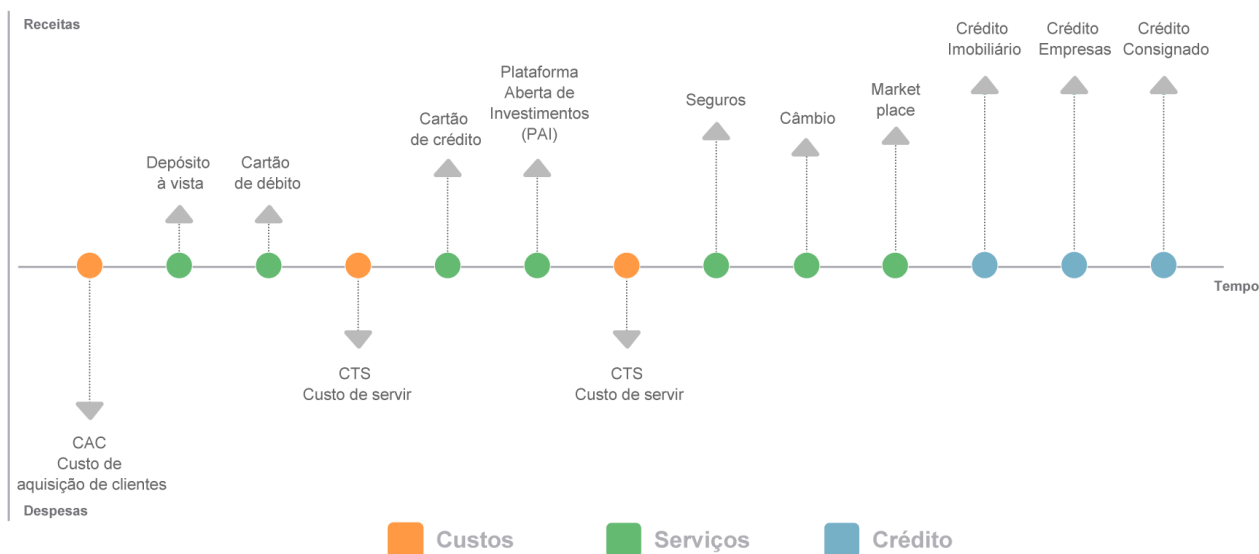 Receitas
Depósito
à vista
Cartão
de débito
Cartão
de crédito
Plataforma
Aberta de
Investimentos
(PAI)
Seguros
Câmbio
Market
place
Crédito
Imobiliário
Crédito
Empresas
Crédito
Consignado
Tempo
CAC
Custo de
aquisição de clientes
CTS
Custo de servir
CTS
Custo de servir
Despesas
Custos
Serviços
Crédito